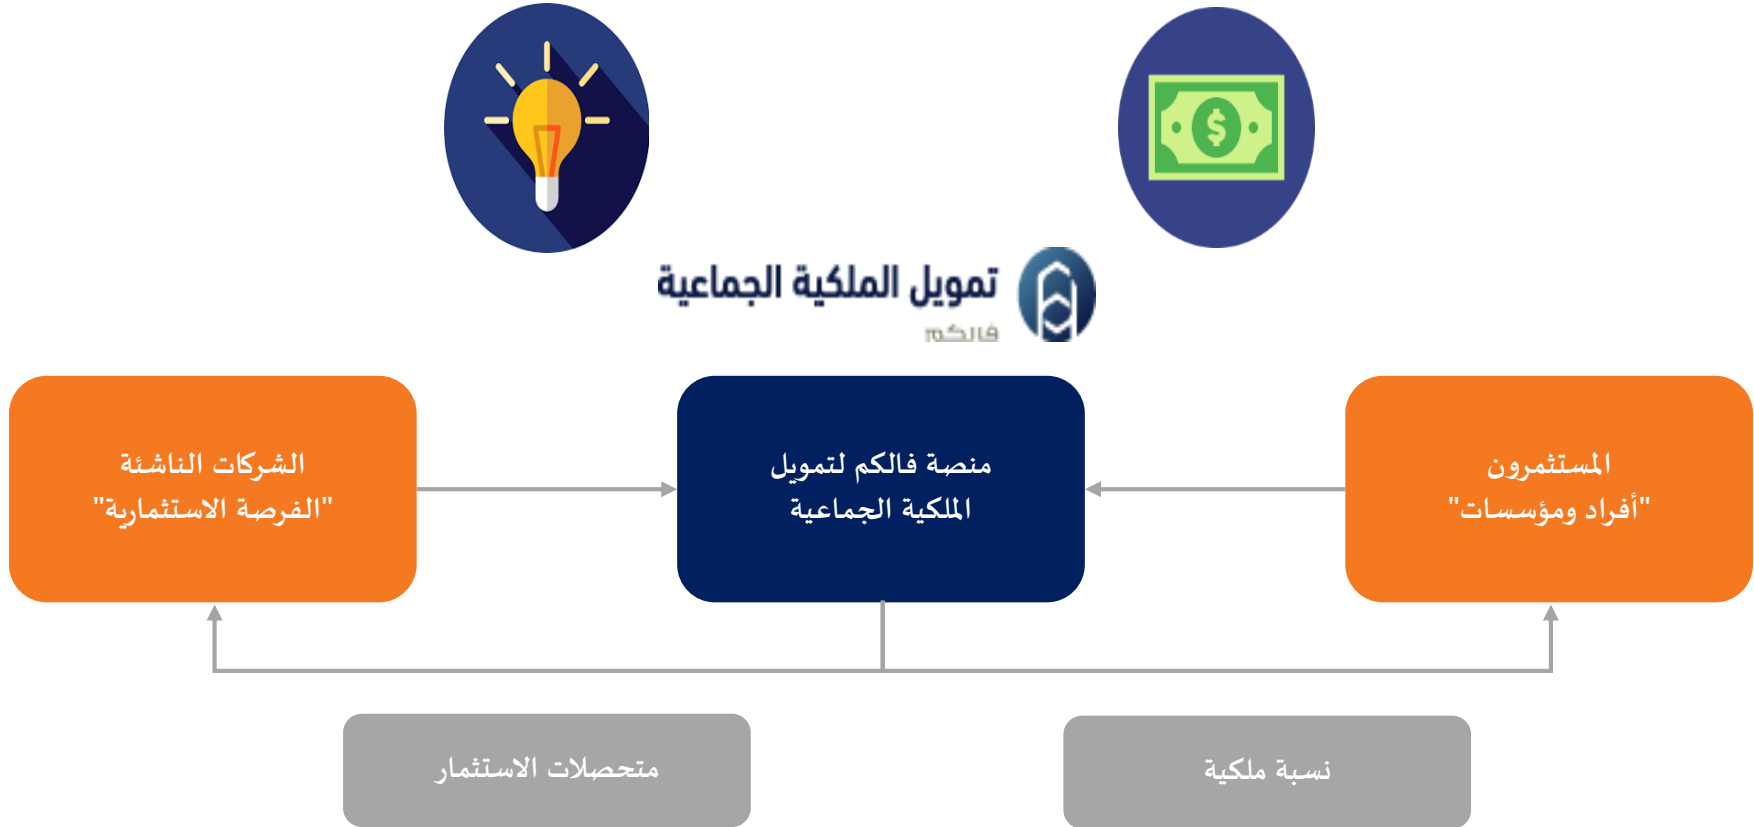 تمويل الملكية الجماعية
فالكم
المستثمرون
"أفراد ومؤسسات"
منصة فالكم لتمويل
الملكية الجماعية
الشركات الناشئة
"الفرصة الاستثمارية"
نسبة ملكية
متحصلات الاستثمار